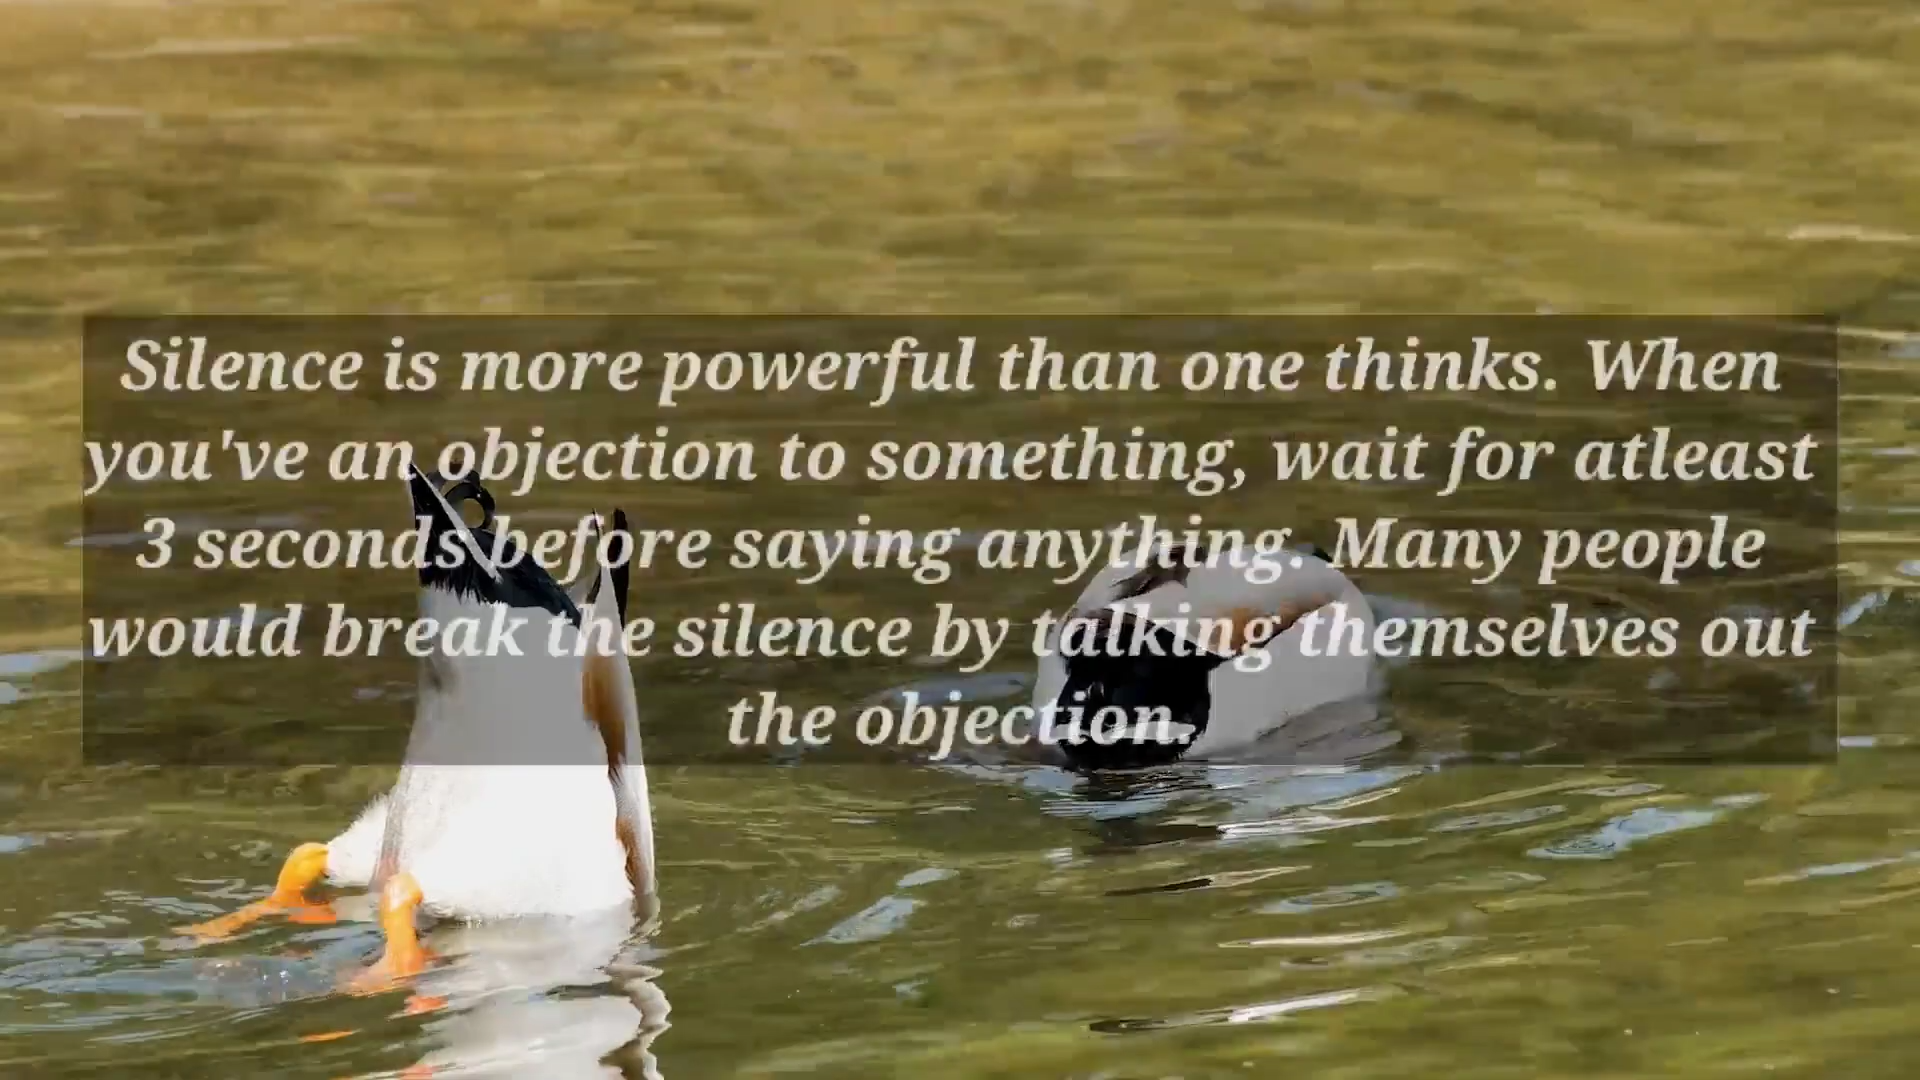 Silence is more powerful than one thinks. When
you've an objection to something, wait for atleast
3 seconds before saying anything. Many people
would break the silence by talking themselves out
the objection.